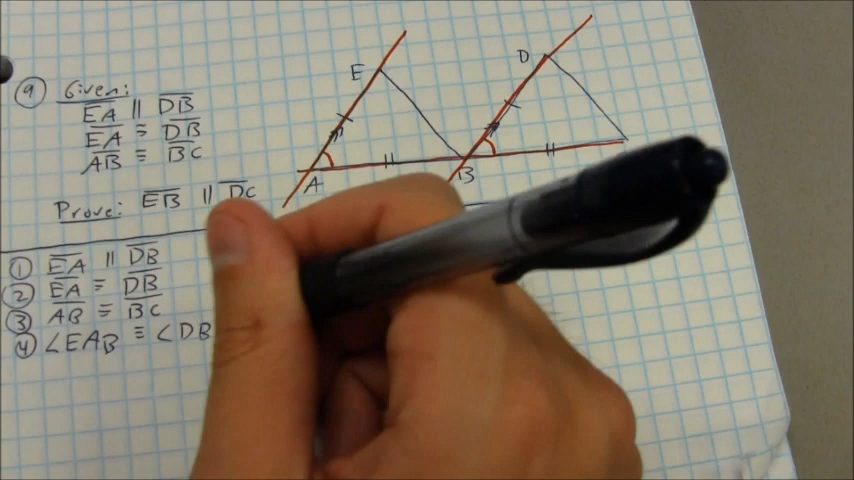 9 Given:
EA || DB
EA ≅ DB
AB ≅ BC
Prove: EB || DC
1 EA || DB
2 EA ≅ DB
3 AB ≅ BC
4 ∠EAB ≅ ∠DB
E
D
A
B